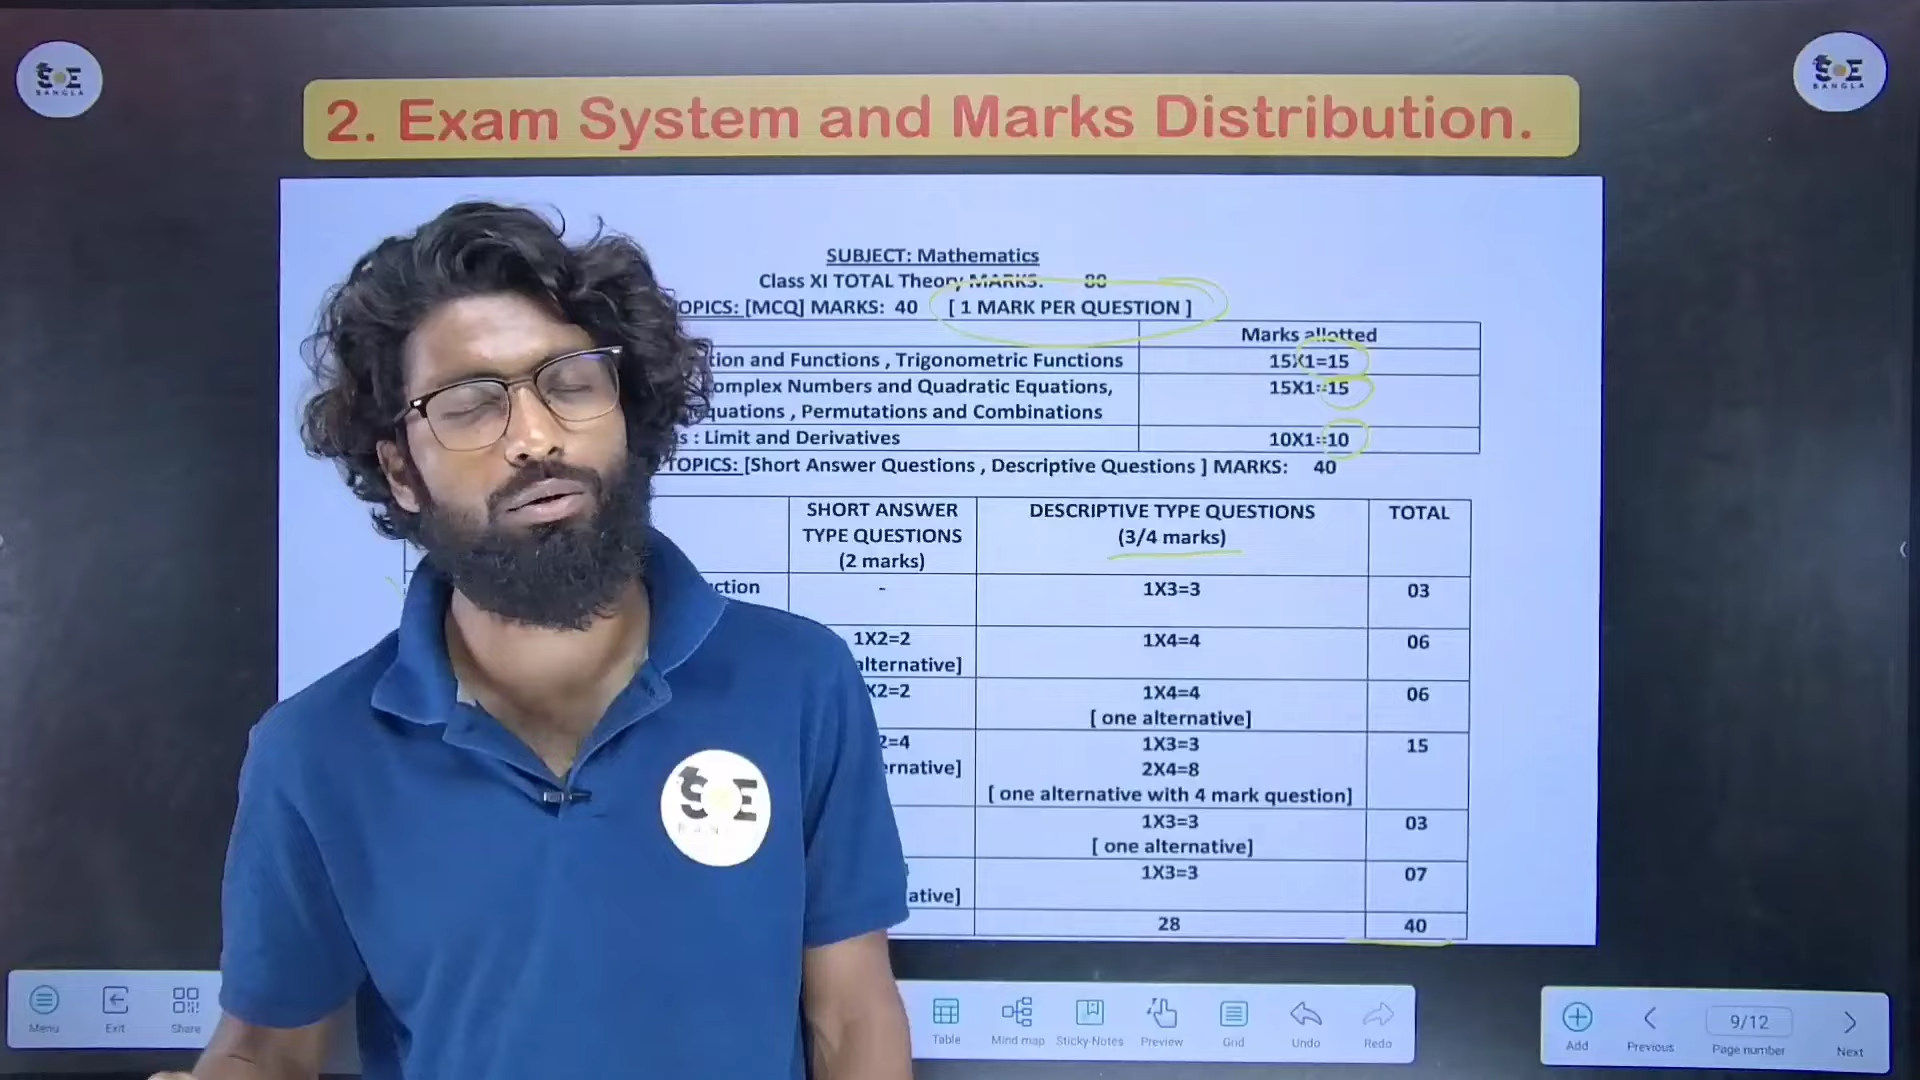 SOE
BANGLA
SOE
BANGLA
2. Exam System and Marks Distribution.
SUBJECT: Mathematics
Class XI TOTAL Theory MARKS: 80
OPICS: [MCQ] MARKS: 40 [ 1 MARK PER QUESTION ]
Marks allotted
tion and Functions , Trigonometric Functions 15X1=15
omplex Numbers and Quadratic Equations, 15X1=15
quations , Permutations and Combinations
s : Limit and Derivatives 10X1=10
TOPICS: [Short Answer Questions , Descriptive Questions ] MARKS: 40
SHORT ANSWER DESCRIPTIVE TYPE QUESTIONS TOTAL
TYPE QUESTIONS (3/4 marks)
(2 marks)
ction - 1X3=3 03
1X2=2 1X4=4 06
alternative]
X2=2 1X4=4 06
[ one alternative]
2=4 1X3=3 15
ernative] 2X4=8
[ one alternative with 4 mark question]
1X3=3 03
[ one alternative]
1X3=3 07
ative]
28 40
SOE
Menu Exit Share Table Mind map Sticky Notes Preview Grid Undo Redo Add Previous 9/12 Page number Next